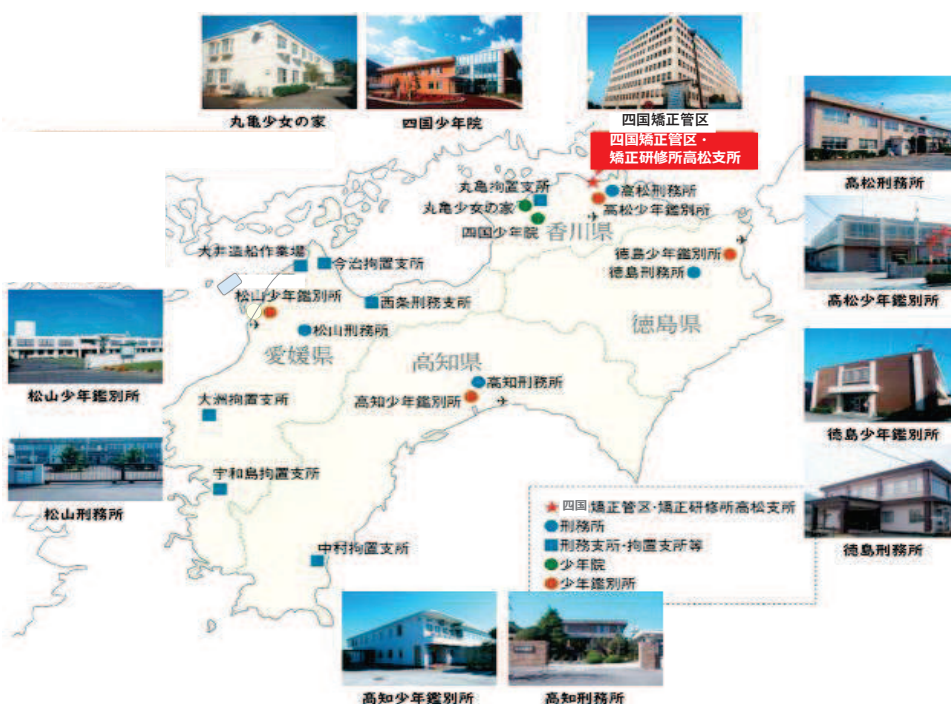 丸亀少女の家
四国少年院
四国矯正管区
四国矯正管区・
矯正研修所高松支所
高松刑務所
丸亀拘置支所
高松刑務所
丸亀少女の家
高松少年鑑別所
四国少年院
香川県
大井造船作業場
今治拘置支所
徳島少年鑑別所
徳島刑務所
高松少年鑑別所
松山少年鑑別所
西条刑務支所
松山刑務所
徳島県
愛媛県
高知県
高知刑務所
高知少年鑑別所
松山少年鑑別所
大洲拘置支所
徳島少年鑑別所
宇和島拘置支所
松山刑務所
四国矯正管区・矯正研修所高松支所
刑務所
刑務支所・拘置支所等
少年院
少年鑑別所
中村拘置支所
徳島刑務所
高知少年鑑別所
高知刑務所